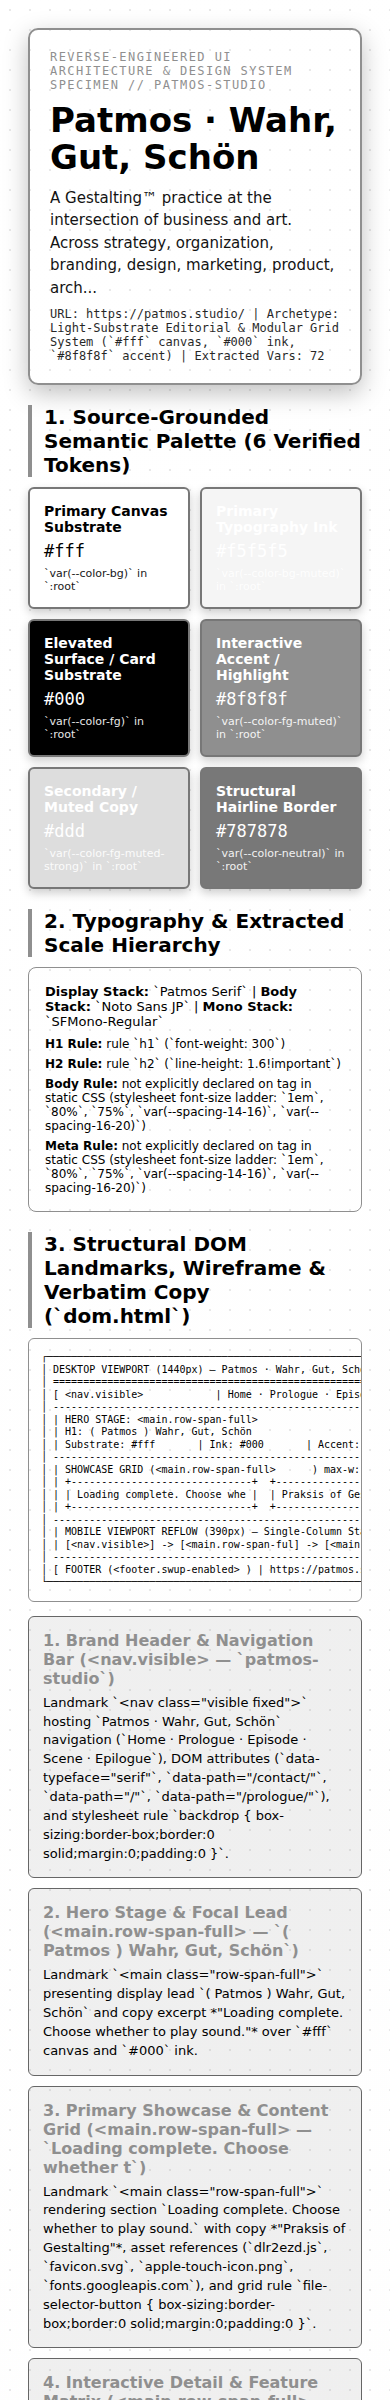 REVERSE-ENGINEERED UI
ARCHITECTURE & DESIGN SYSTEM
SPECIMEN // PATMOS-STUDIO
Patmos · Wahr,
Gut, Schön
A Gestalting™ practice at the
intersection of business and art.
Across strategy, organization,
branding, design, marketing, product,
arch...
URL: https://patmos.studio/ | Archetype:
Light-Substrate Editorial & Modular Grid
System (`#fff` canvas, `#000` ink,
`#8f8f8f` accent) | Extracted Vars: 72
1. Source-Grounded
Semantic Palette (6 Verified
Tokens)
Primary Canvas
Substrate
#fff
`var(--color-bg)` in
`:root`
Primary
Typography Ink
#f5f5f5
`var(--color-bg-muted)`
in `:root`
Elevated
Surface / Card
Substrate
#000
`var(--color-fg)` in
`:root`
Interactive
Accent /
Highlight
#8f8f8f
`var(--color-fg-muted)`
in `:root`
Secondary /
Muted Copy
#ddd
`var(--color-fg-muted-
strong)` in `:root`
Structural
Hairline Border
#787878
`var(--color-neutral)` in
`:root`
2. Typography & Extracted
Scale Hierarchy
Display Stack: `Patmos Serif` | Body
Stack: `Noto Sans JP` | Mono Stack:
`SFMono-Regular`
H1 Rule: rule `h1` (`font-weight: 300`)
H2 Rule: rule `h2` (`line-height: 1.6!important`)
Body Rule: not explicitly declared on tag in
static CSS (stylesheet font-size ladder: `1em`,
`80%`, `75%`, `var(--spacing-14-16)`, `var(--
spacing-16-20)`)
Meta Rule: not explicitly declared on tag in
static CSS (stylesheet font-size ladder: `1em`,
`80%`, `75%`, `var(--spacing-14-16)`, `var(--
spacing-16-20)`)
3. Structural DOM
Landmarks, Wireframe &
Verbatim Copy
(`dom.html`)
DESKTOP VIEWPORT (1440px) — Patmos · Wahr, Gut, Sch
===================================================
[ <nav.visible> | Home · Prologue · Epis
---------------------------------------------------
| HERO STAGE: <main.row-span-full>
| H1: ( Patmos ) Wahr, Gut, Schön
| Substrate: #fff | Ink: #000 | Accent:
---------------------------------------------------
| SHOWCASE GRID (<main.row-span-full> ) max-w:
| +------------------------------+ +---------------
| | Loading complete. Choose whe | | Praksis of Ge
| +------------------------------+ +---------------
---------------------------------------------------
| MOBILE VIEWPORT REFLOW (390px) — Single-Column St
| [<nav.visible>] -> [<main.row-span-ful] -> [<main
---------------------------------------------------
[ FOOTER (<footer.swup-enabled> ) | https://patmos.
1. Brand Header & Navigation
Bar (<nav.visible> — `patmos-
studio`)
Landmark `<nav class="visible fixed">`
hosting `Patmos · Wahr, Gut, Schön`
navigation (`Home · Prologue · Episode ·
Scene · Epilogue`), DOM attributes (`data-
typeface="serif"`, `data-path="/contact/"`,
`data-path="/"`, `data-path="/prologue/"`),
and stylesheet rule `backdrop { box-
sizing:border-box;border:0
solid;margin:0;padding:0 }`.
2. Hero Stage & Focal Lead
(<main.row-span-full> — `(
Patmos ) Wahr, Gut, Schön`)
Landmark `<main class="row-span-full">`
presenting display lead `( Patmos ) Wahr, Gut,
Schön` and copy excerpt *"Loading complete.
Choose whether to play sound."* over `#fff`
canvas and `#000` ink.
3. Primary Showcase & Content
Grid (<main.row-span-full> —
`Loading complete. Choose
whether t`)
Landmark `<main class="row-span-full">`
rendering section `Loading complete. Choose
whether to play sound.` with copy *"Praksis of
Gestalting"*, asset references (`dlr2ezd.js`,
`favicon.svg`, `apple-touch-icon.png`,
`fonts.googleapis.com`), and grid rule `file-
selector-button { box-sizing:border-
box;border:0 solid;margin:0;padding:0 }`.
4. Interactive Detail & Feature
Matrix (<main.row-span-full> —